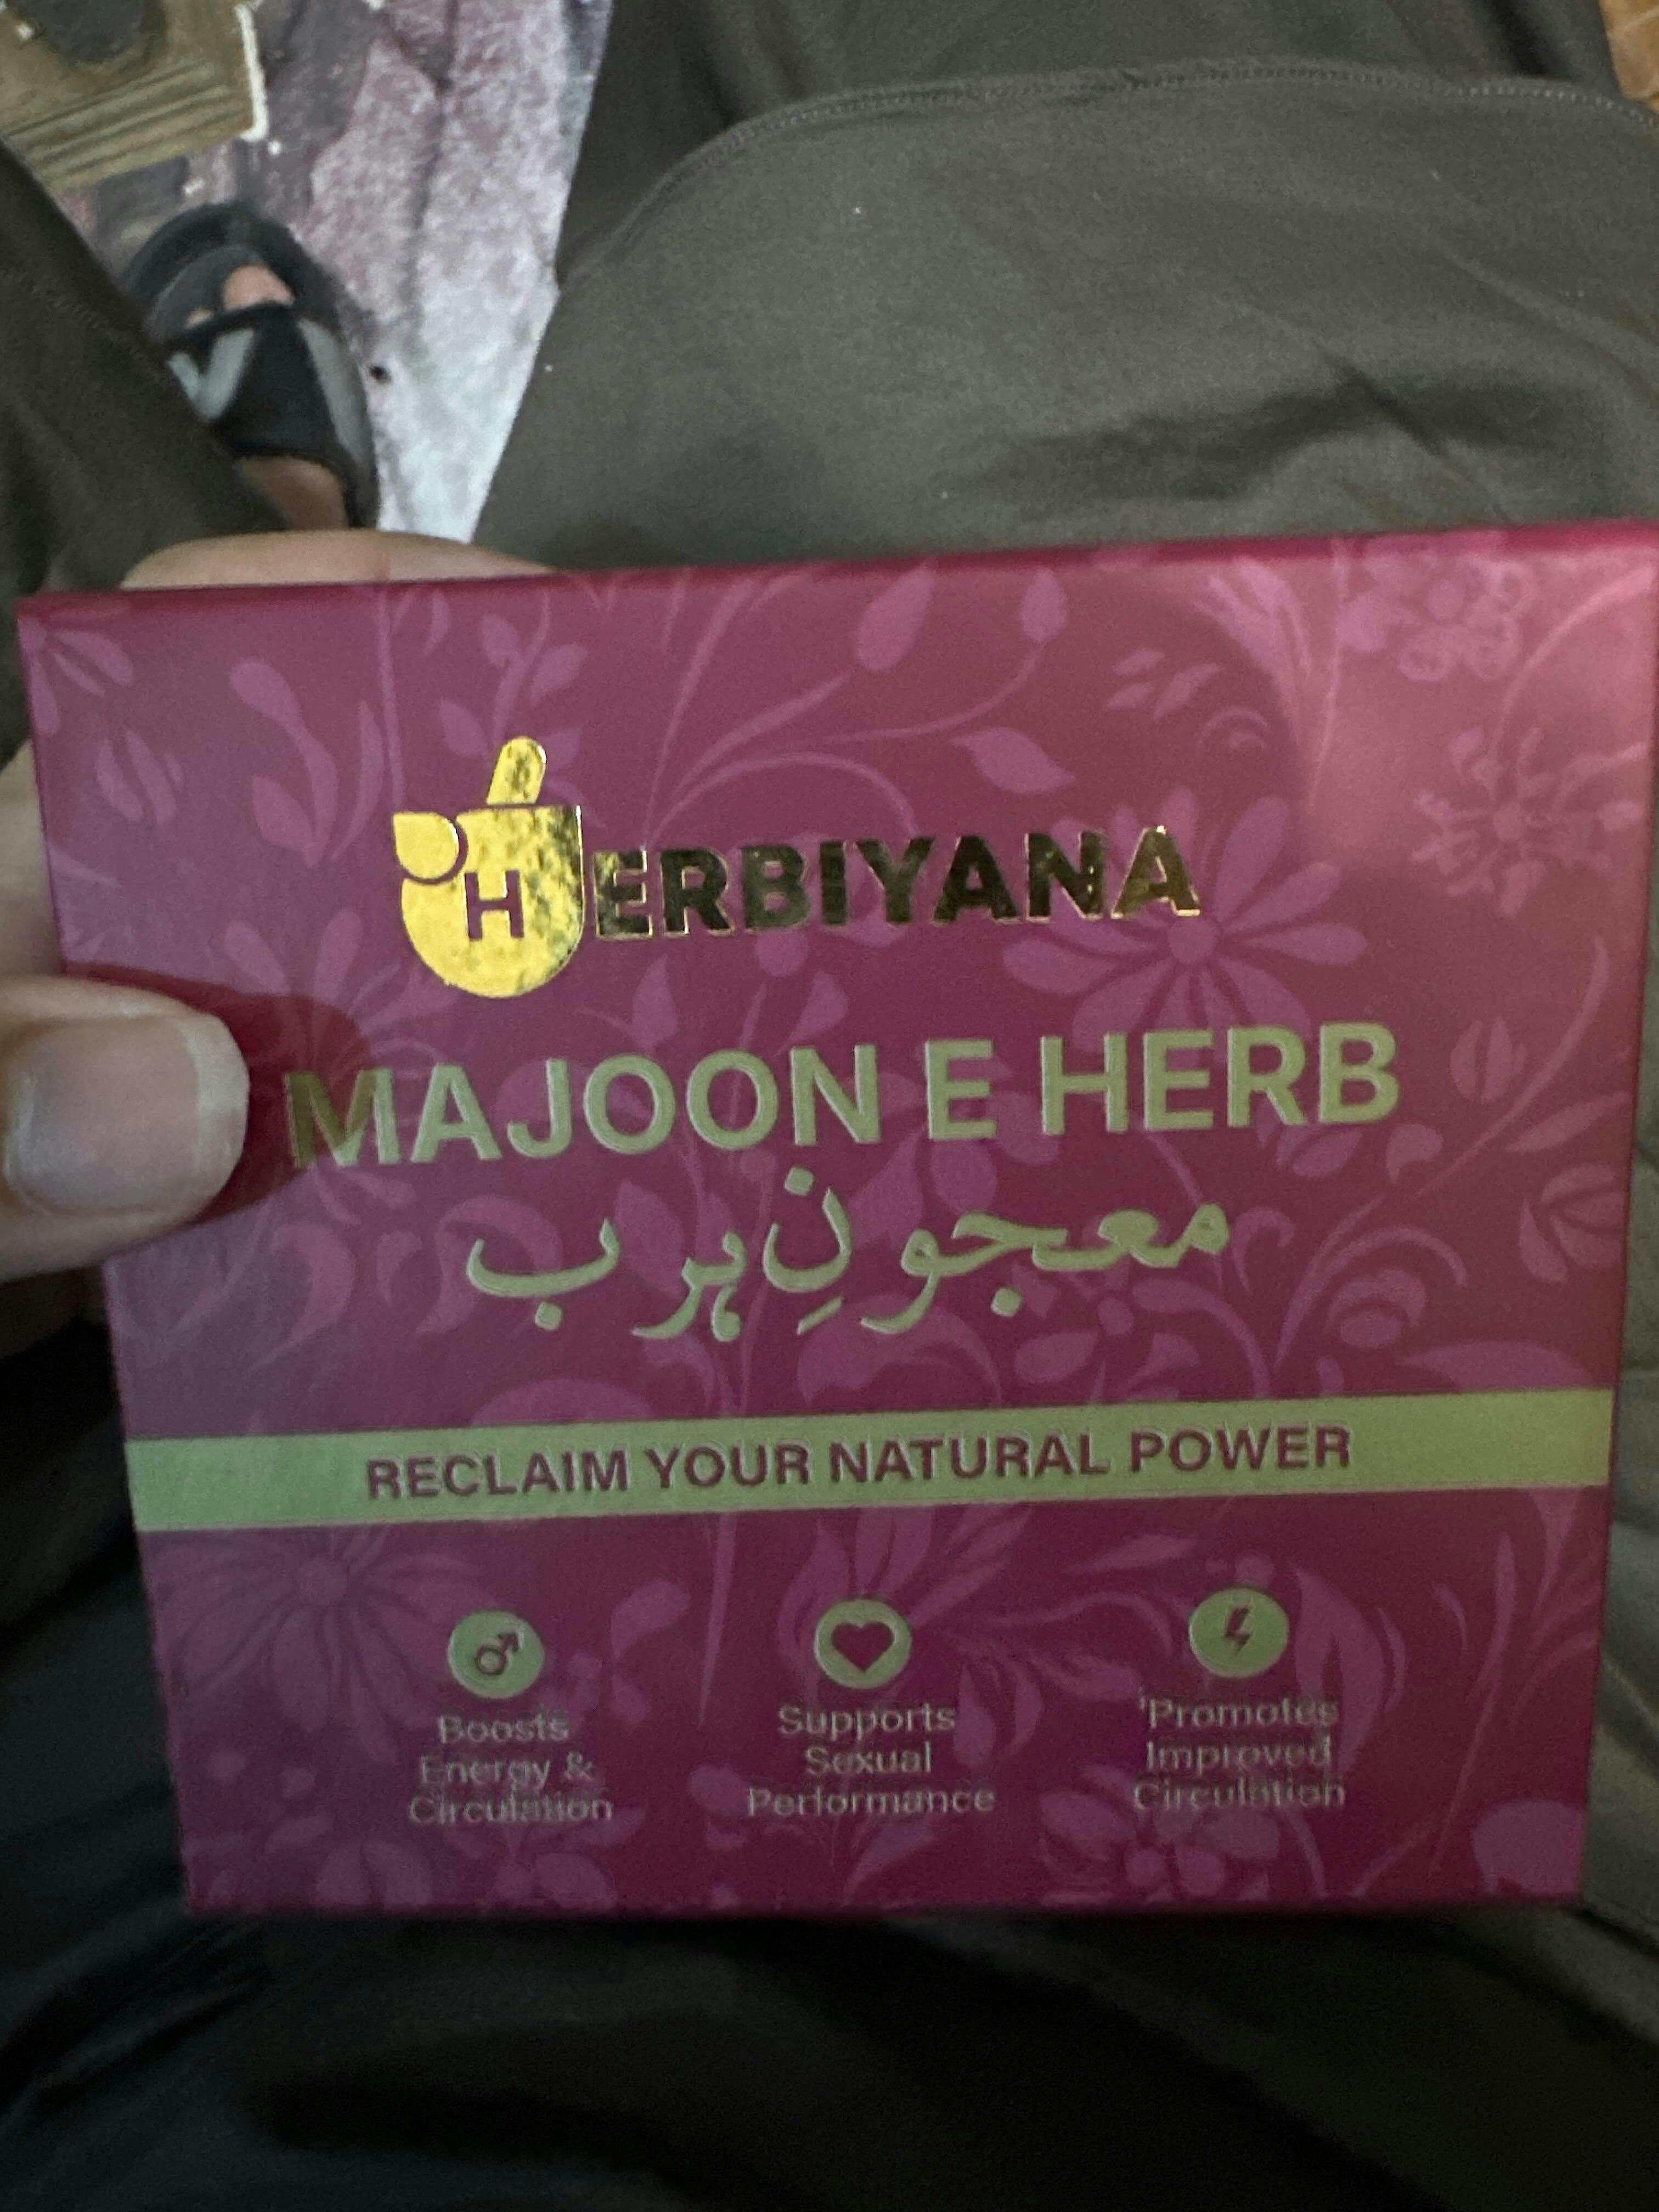 HERBIYANA
MAJOON E HERB
معجونِ ہرب
RECLAIM YOUR NATURAL POWER
Boosts
Energy &
Circulation
Supports
Sexual
Performance
Promotes
Improved
Circulation